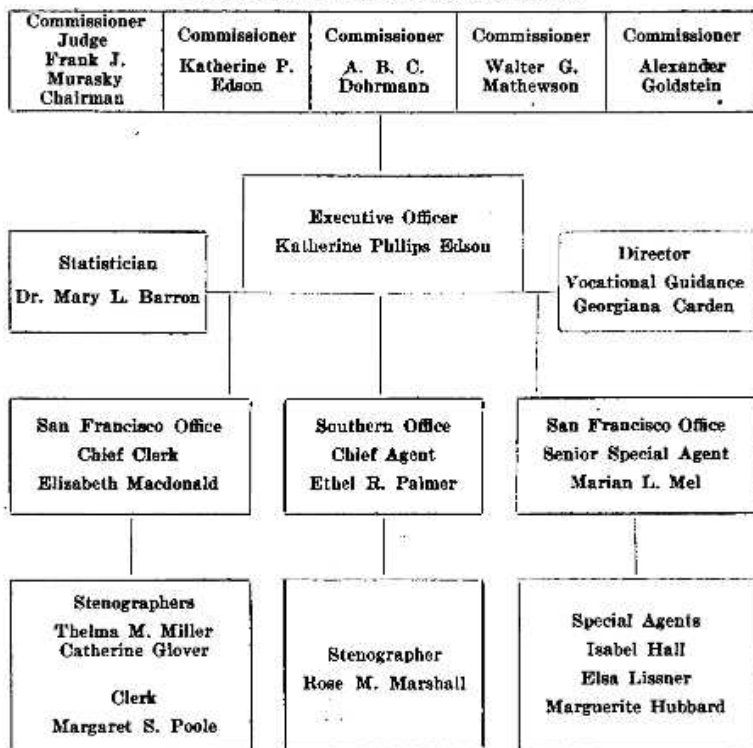 Commissioner
Judge
Frank J.
Murasky
Chairman
Commissioner
Katherine P.
Edson
Commissioner
A. B. C.
Dohrmann
Commissioner
Walter G.
Mathewson
Commissioner
Alexander
Goldstein
Executive Officer
Katherine Philips Edson
Statistician
Dr. Mary L. Barron
Director
Vocational Guidance
Georgiana Carden
San Francisco Office
Chief Clerk
Elizabeth Macdonald
Southern Office
Chief Agent
Ethel R. Palmer
San Francisco Office
Senior Special Agent
Marian L. Mel
Stenographers
Thelma M. Miller
Catherine Glover
Clerk
Margaret S. Poole
Stenographer
Rose M. Marshall
Special Agents
Isabel Hall
Elsa Lissner
Marguerite Hubbard